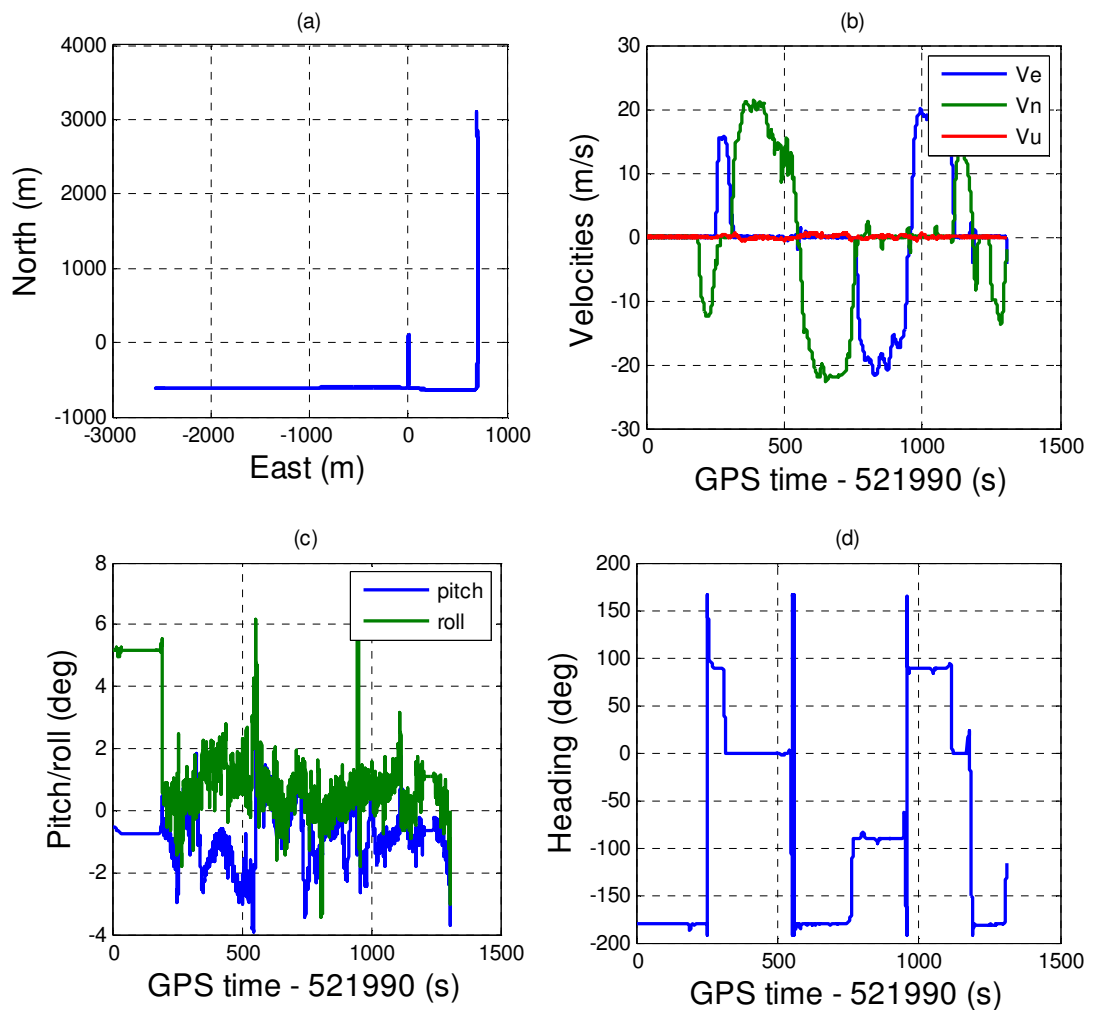 (a)
4000
3000
2000
1000
0
-1000
North (m)
-3000 -2000 -1000 0 1000
East (m)
(b)
30
20
10
0
-10
-20
-30
Velocities (m/s)
Ve
Vn
Vu
0 500 1000 1500
GPS time - 521990 (s)
(c)
8
6
4
2
0
-2
-4
Pitch/roll (deg)
pitch
roll
0 500 1000 1500
GPS time - 521990 (s)
(d)
200
150
100
50
0
-50
-100
-150
-200
Heading (deg)
0 500 1000 1500
GPS time - 521990 (s)